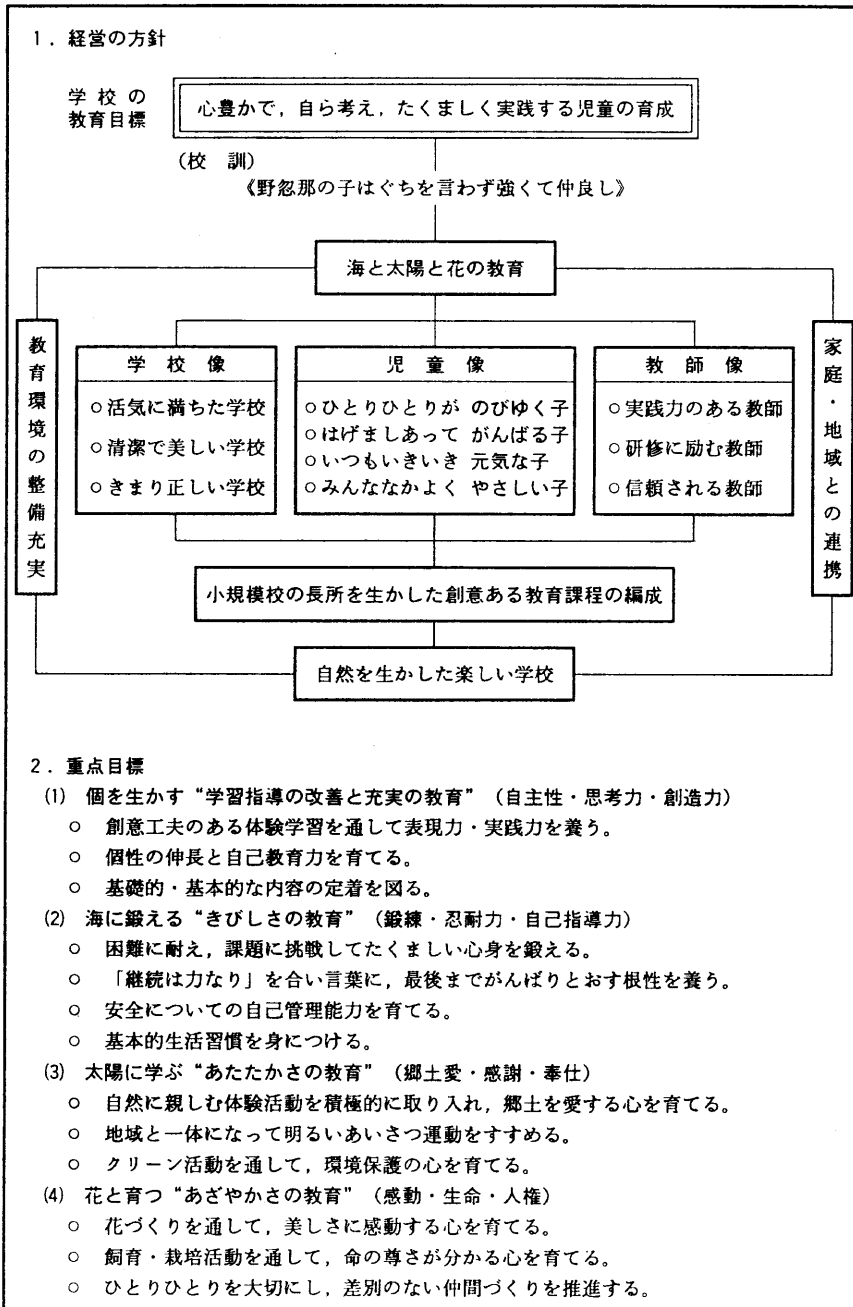 1．経営の方針
学校の
教育目標
心豊かで，自ら考え，たくましく実践する児童の育成
（校　訓）
《野忽那の子はぐちを言わず強くて仲良し》
海と太陽と花の教育
教育環境の整備充実
学校像
○活気に満ちた学校
○清潔で美しい学校
○きまり正しい学校
児童像
○ひとりひとりが のびゆく子
○はげましあって がんばる子
○いつもいきいき 元気な子
○みんななかよく やさしい子
教師像
○実践力のある教師
○研修に励む教師
○信頼される教師
家庭・地域との連携
小規模校の長所を生かした創意ある教育課程の編成
自然を生かした楽しい学校
2．重点目標
(1) 個を生かす“学習指導の改善と充実の教育”（自主性・思考力・創造力）
○ 創意工夫のある体験学習を通して表現力・実践力を養う。
○ 個性の伸長と自己教育力を育てる。
○ 基礎的・基本的な内容の定着を図る。
(2) 海に鍛える“きびしさの教育”（鍛練・忍耐力・自己指導力）
○ 困難に耐え，課題に挑戦してたくましい心身を鍛える。
○ 「継続は力なり」を合い言葉に，最後までがんばりとおす根性を養う。
○ 安全についての自己管理能力を育てる。
○ 基本的生活習慣を身につける。
(3) 太陽に学ぶ“あたたかさの教育”（郷土愛・感謝・奉仕）
○ 自然に親しむ体験活動を積極的に取り入れ，郷土を愛する心を育てる。
○ 地域と一体になって明るいあいさつ運動をすすめる。
○ クリーン活動を通して，環境保護の心を育てる。
(4) 花と育つ“あざやかさの教育”（感動・生命・人権）
○ 花づくりを通して，美しさに感動する心を育てる。
○ 飼育・栽培活動を通して，命の尊さが分かる心を育てる。
○ ひとりひとりを大切にし，差別のない仲間づくりを推進する。